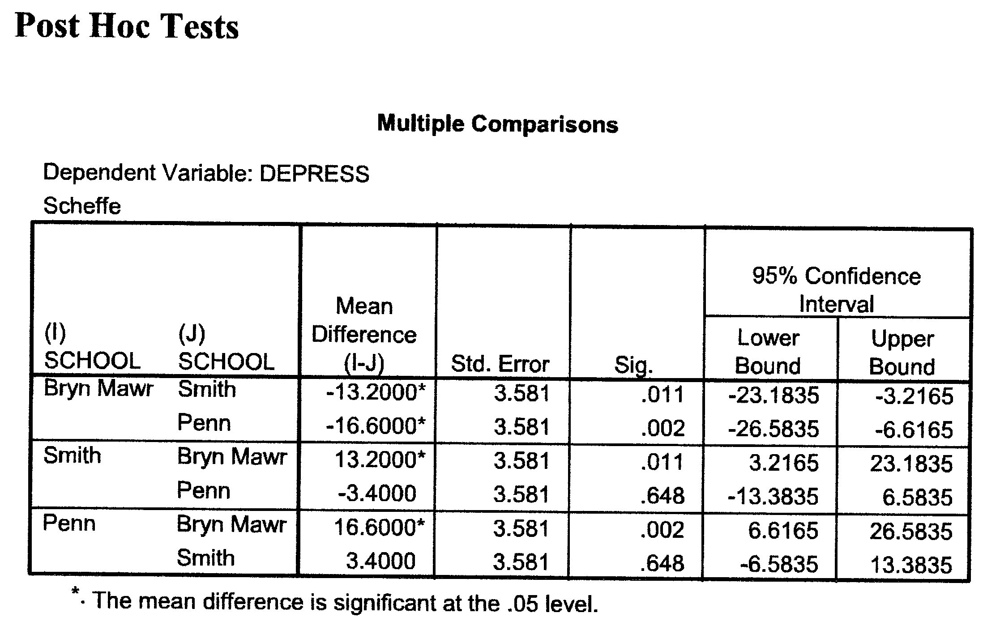 Post Hoc Tests
Multiple Comparisons
Dependent Variable: DEPRESS
Scheffe
(I) SCHOOL (J) SCHOOL Mean Difference (I-J) Std. Error Sig. 95% Confidence Interval
Lower Bound Upper Bound
Bryn Mawr Smith -13.2000* 3.581 .011 -23.1835 -3.2165
Penn -16.6000* 3.581 .002 -26.5835 -6.6165
Smith Bryn Mawr 13.2000* 3.581 .011 3.2165 23.1835
Penn -3.4000 3.581 .648 -13.3835 6.5835
Penn Bryn Mawr 16.6000* 3.581 .002 6.6165 26.5835
Smith 3.4000 3.581 .648 -6.5835 13.3835
*. The mean difference is significant at the .05 level.